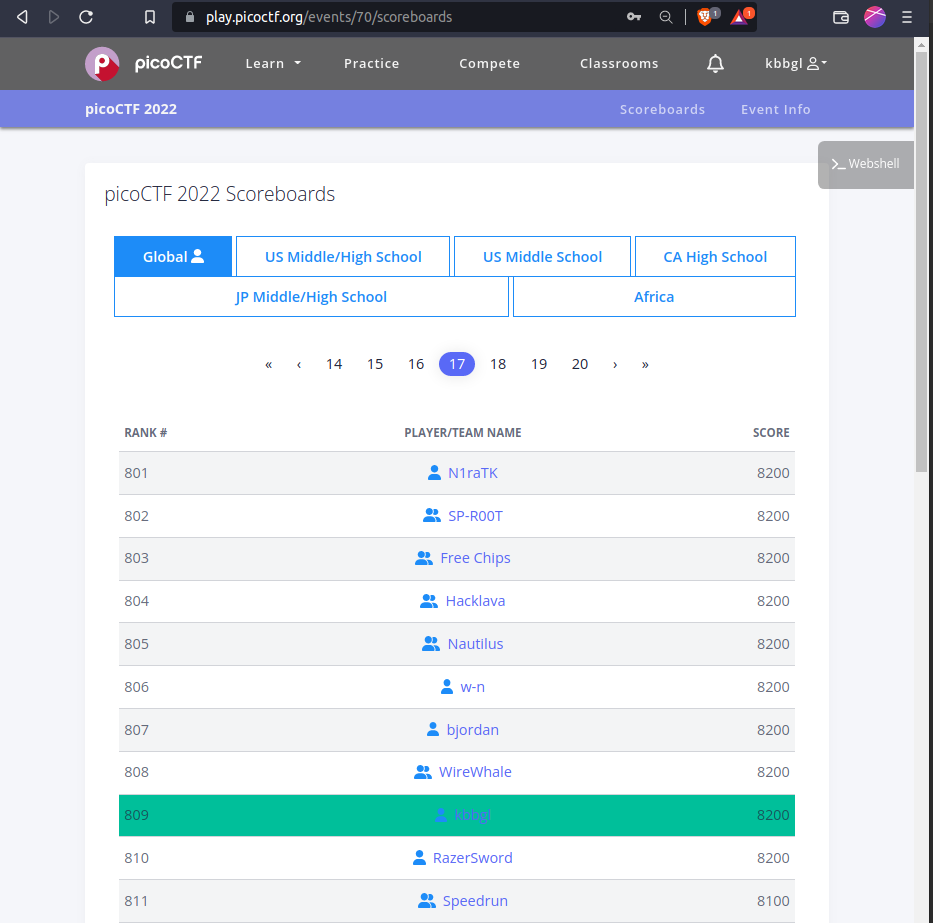 play.picoctf.org/events/70/scoreboards 1 1
picoCTF Learn Practice Compete Classrooms kbbgl
picoCTF 2022 Scoreboards Event Info
>_ Webshell
picoCTF 2022 Scoreboards
Global US Middle/High School US Middle School CA High School
JP Middle/High School Africa
« ‹ 14 15 16 17 18 19 20 › »
RANK # PLAYER/TEAM NAME SCORE
801 N1raTK 8200
802 SP-R00T 8200
803 Free Chips 8200
804 Hacklava 8200
805 Nautilus 8200
806 w-n 8200
807 bjordan 8200
808 WireWhale 8200
809 kbbgl 8200
810 RazerSword 8200
811 Speedrun 8100